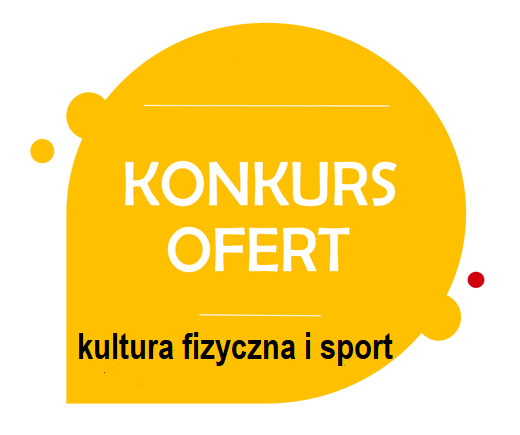 KONKURS
OFERT
kultura fizyczna i sport